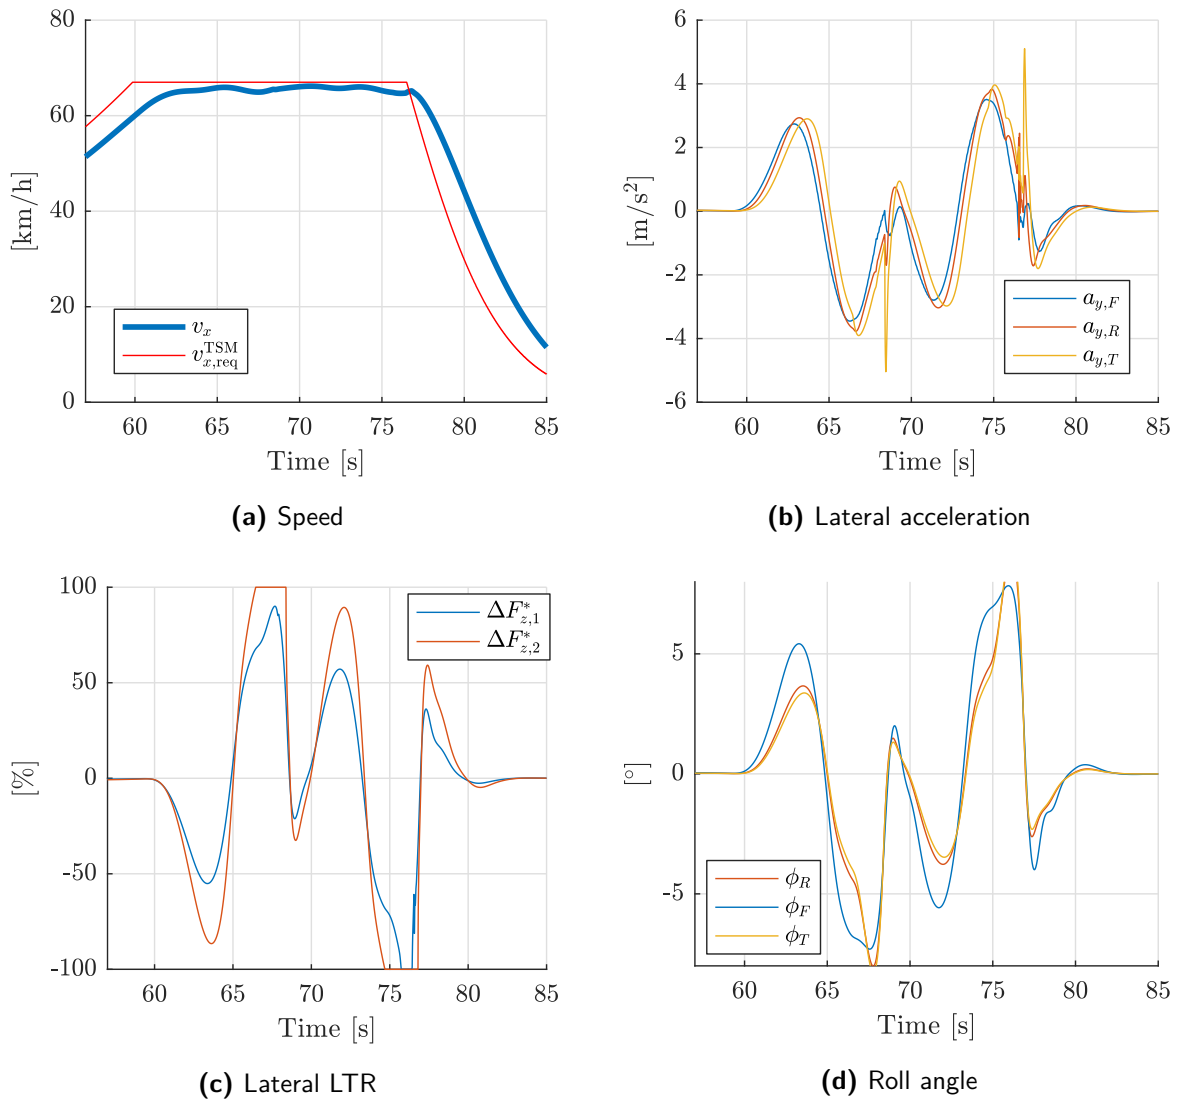 80
60
40
20
0
60 65 70 75 80 85
[km/h]
Time [s]
v_x
v_{x,req}^{TSM}
(a) Speed
6
4
2
0
-2
-4
-6
60 65 70 75 80 85
[m/s²]
Time [s]
a_{y,F}
a_{y,R}
a_{y,T}
(b) Lateral acceleration
100
50
0
-50
-100
60 65 70 75 80 85
[%]
Time [s]
ΔF*_{z,1}
ΔF*_{z,2}
(c) Lateral LTR
5
0
-5
60 65 70 75 80 85
[°]
Time [s]
ϕ_R
ϕ_F
ϕ_T
(d) Roll angle